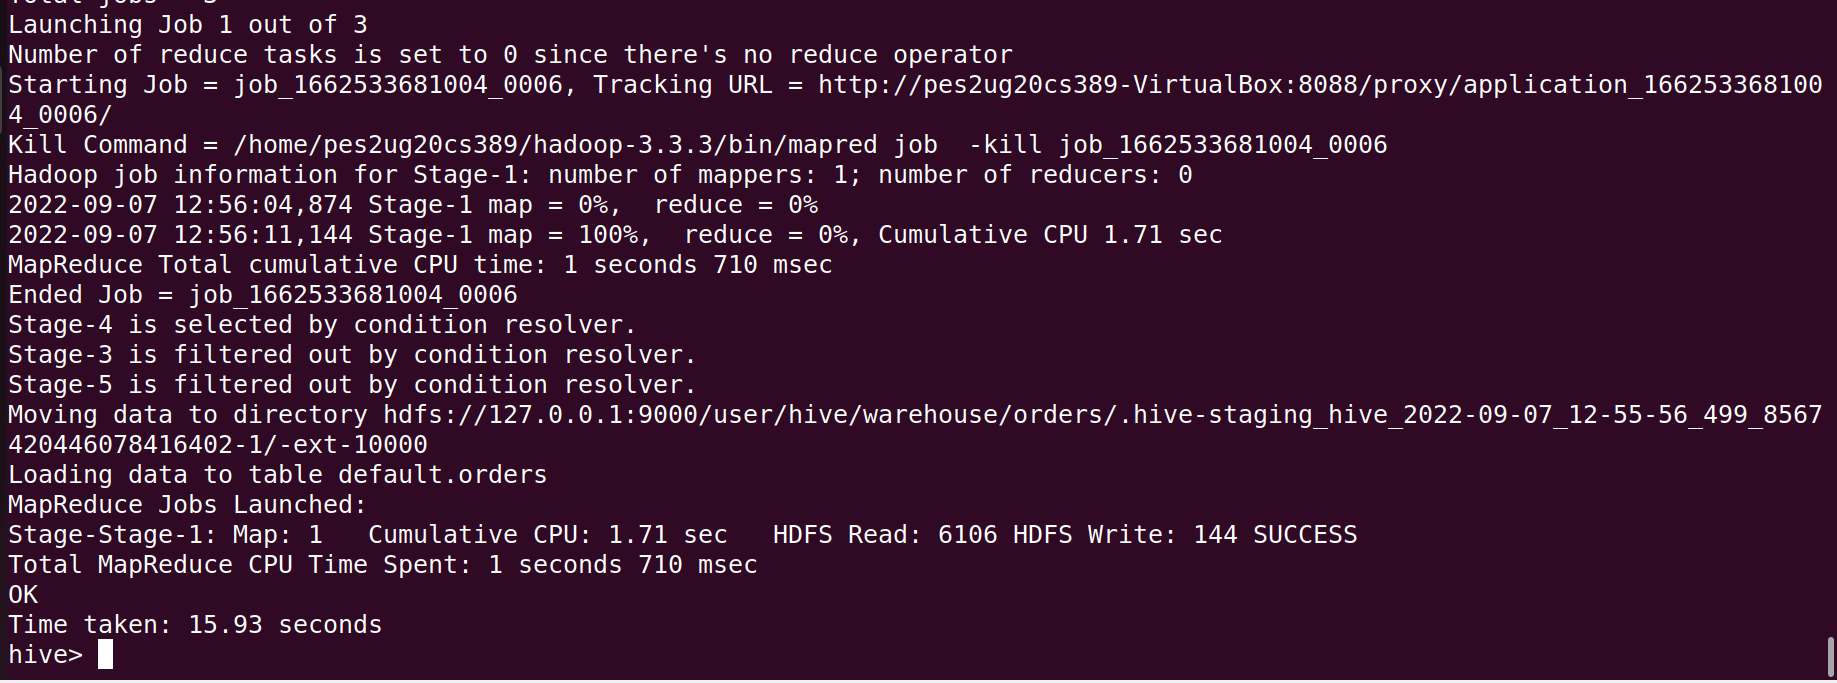 Total jobs = 3
Launching Job 1 out of 3
Number of reduce tasks is set to 0 since there's no reduce operator
Starting Job = job_1662533681004_0006, Tracking URL = http://pes2ug20cs389-VirtualBox:8088/proxy/application_166253368100
4_0006/
Kill Command = /home/pes2ug20cs389/hadoop-3.3.3/bin/mapred job  -kill job_1662533681004_0006
Hadoop job information for Stage-1: number of mappers: 1; number of reducers: 0
2022-09-07 12:56:04,874 Stage-1 map = 0%,  reduce = 0%
2022-09-07 12:56:11,144 Stage-1 map = 100%,  reduce = 0%, Cumulative CPU 1.71 sec
MapReduce Total cumulative CPU time: 1 seconds 710 msec
Ended Job = job_1662533681004_0006
Stage-4 is selected by condition resolver.
Stage-3 is filtered out by condition resolver.
Stage-5 is filtered out by condition resolver.
Moving data to directory hdfs://127.0.0.1:9000/user/hive/warehouse/orders/.hive-staging_hive_2022-09-07_12-55-56_499_8567
420446078416402-1/-ext-10000
Loading data to table default.orders
MapReduce Jobs Launched:
Stage-Stage-1: Map: 1   Cumulative CPU: 1.71 sec   HDFS Read: 6106 HDFS Write: 144 SUCCESS
Total MapReduce CPU Time Spent: 1 seconds 710 msec
OK
Time taken: 15.93 seconds
hive>